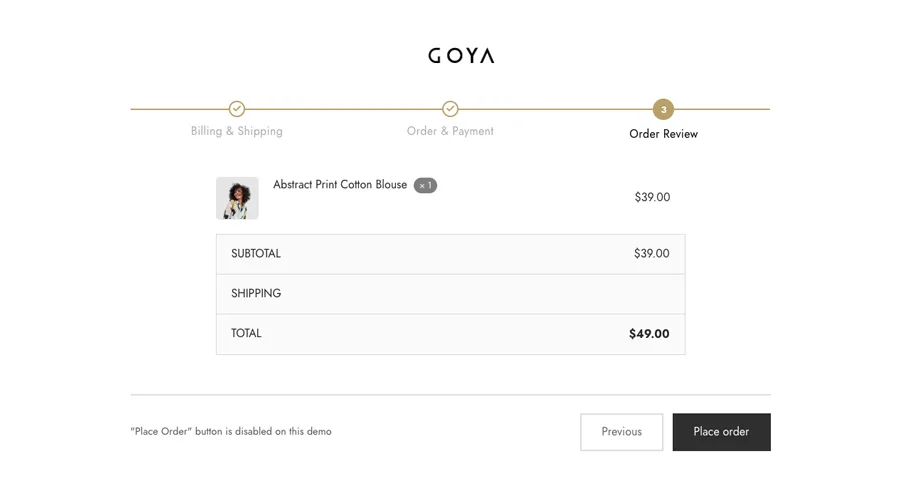 GOYA
3
Billing & Shipping
Order & Payment
Order Review
Abstract Print Cotton Blouse × 1
$39.00
SUBTOTAL $39.00
SHIPPING
TOTAL $49.00
"Place Order" button is disabled on this demo
Previous
Place order